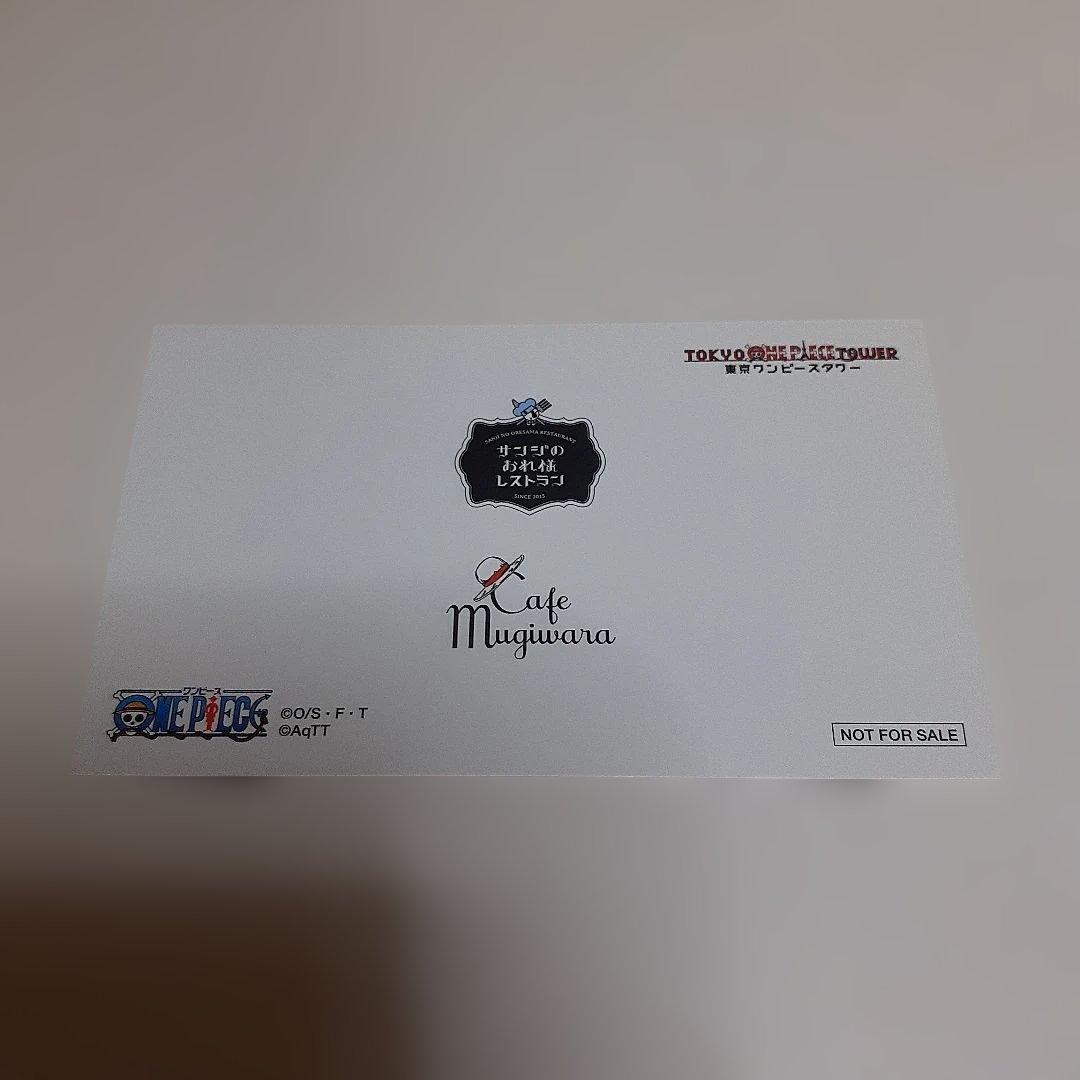 TOKYO ONE PIECE TOWER
東京ワンピースタワー
SANJI NO ORESAMA RESTAURANT
サンジの
おれ様
レストラン
SINCE 2015
Cafe
Mugiwara
ワンピース
ONE PIECE
©O/S・F・T
©AqTT
NOT FOR SALE